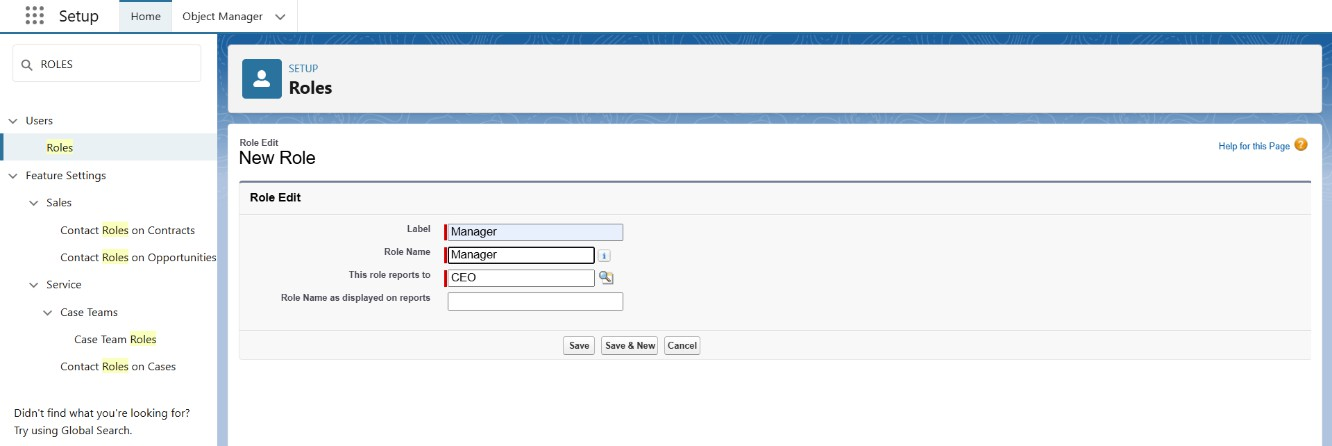 Setup Home Object Manager
ROLES
SETUP
Roles
Users
Roles
Feature Settings
Sales
Contact Roles on Contracts
Contact Roles on Opportunities
Service
Case Teams
Case Team Roles
Contact Roles on Cases
Didn't find what you're looking for?
Try using Global Search.
Role Edit
New Role
Help for this Page ?
Role Edit
Label Manager
Role Name Manager i
This role reports to CEO
Role Name as displayed on reports
Save Save & New Cancel